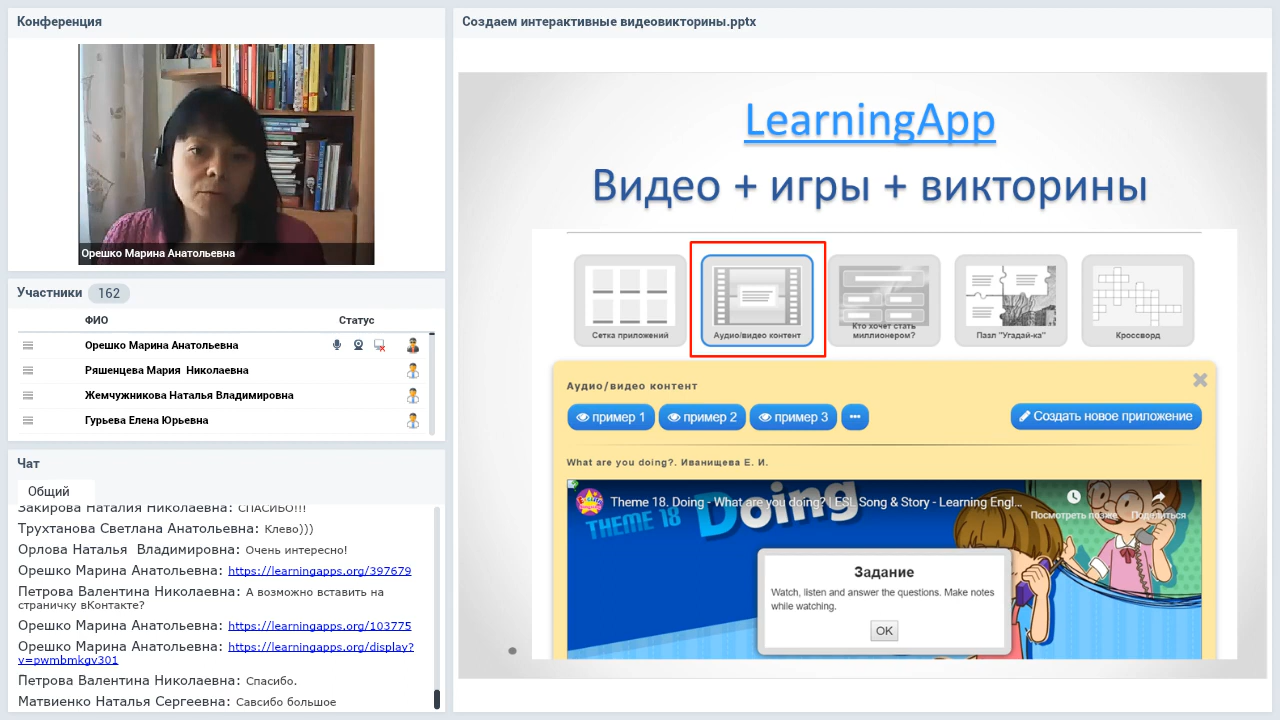 Конференция
Орешко Марина Анатольевна
Участники 162
ФИО Статус
Орешко Марина Анатольевна
Ряшенцева Мария Николаевна
Жемчужникова Наталья Владимировна
Гурьева Елена Юрьевна
Чат
Общий
Закирова Наталия Николаевна: СПАСИБО!!!
Трухтанова Светлана Анатольевна: Клево)))
Орлова Наталья Владимировна: Очень интересно!
Орешко Марина Анатольевна: https://learningapps.org/397679
Петрова Валентина Николаевна: А возможно вставить на
страничку вКонтакте?
Орешко Марина Анатольевна: https://learningapps.org/103775
Орешко Марина Анатольевна: https://learningapps.org/display?
v=pwmbmkgv301
Петрова Валентина Николаевна: Спасибо.
Матвиенко Наталья Сергеевна: Савсибо большое
Создаем интерактивные видеовикторины.pptx
LearningApp
Видео + игры + викторины
Сетка приложений
Аудио/видео контент
Кто хочет стать
миллионером?
Пазл "Угадай-ка"
Кроссворд
Аудио/видео контент
пример 1 пример 2 пример 3 ... Создать новое приложение
What are you doing?. Иванищева Е. И.
Theme 18. Doing - What are you doing? | ESL Song & Story - Learning Engl...
Посмотреть позже Поделиться
THEME 18 Doing
Задание
Watch, listen and answer the questions. Make notes
while watching.
OK